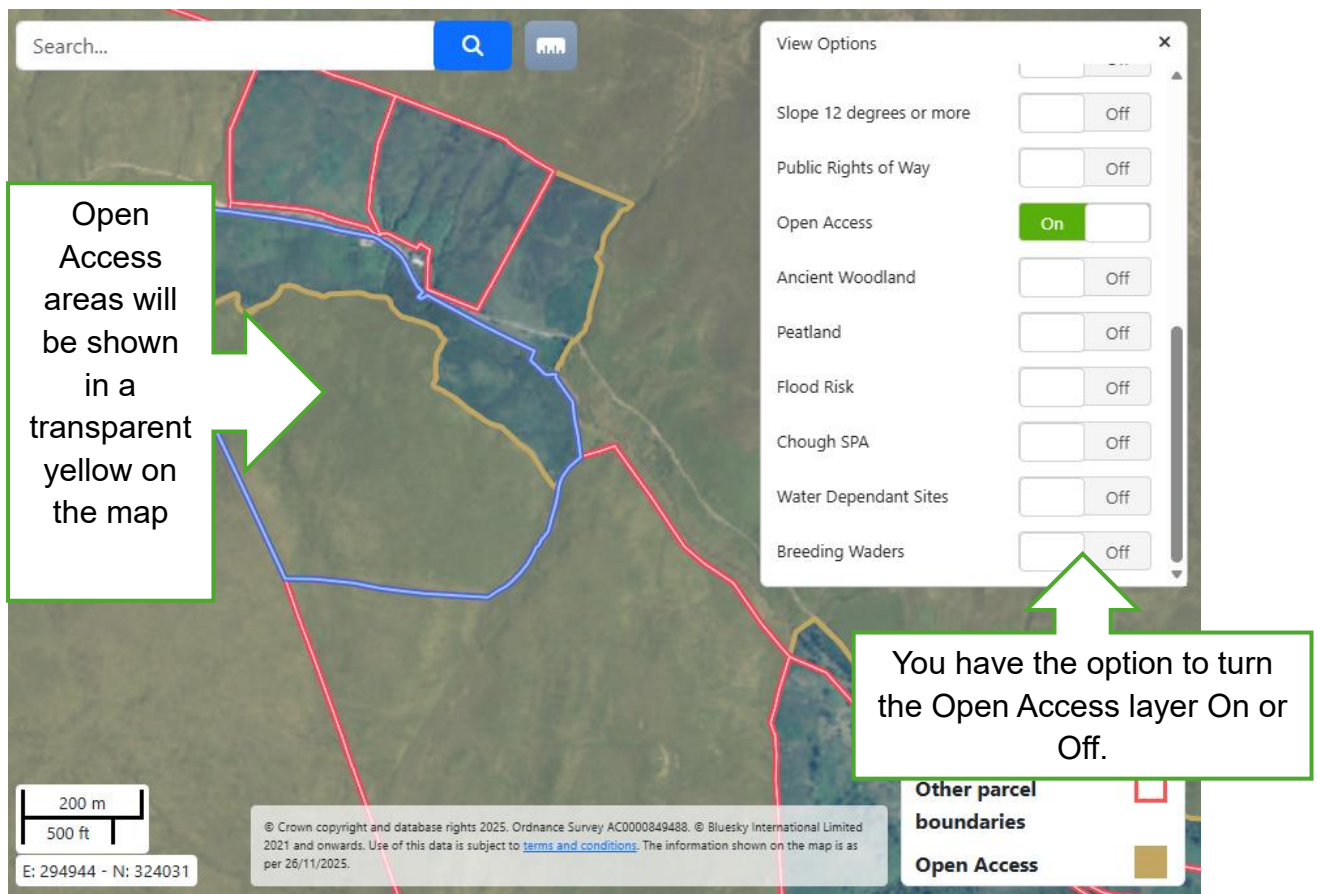 Search...
View Options
×
Off
Slope 12 degrees or more
Off
Public Rights of Way
Off
Open Access
On
Ancient Woodland
Off
Peatland
Off
Flood Risk
Off
Chough SPA
Off
Water Dependant Sites
Off
Breeding Waders
Off
Open
Access
areas will
be shown
in a
transparent
yellow on
the map
You have the option to turn
the Open Access layer On or
Off.
Other parcel
boundaries
Open Access
200 m
500 ft
E: 294944 - N: 324031
© Crown copyright and database rights 2025. Ordnance Survey AC0000849488. © Bluesky International Limited
2021 and onwards. Use of this data is subject to terms and conditions. The information shown on the map is as
per 26/11/2025.